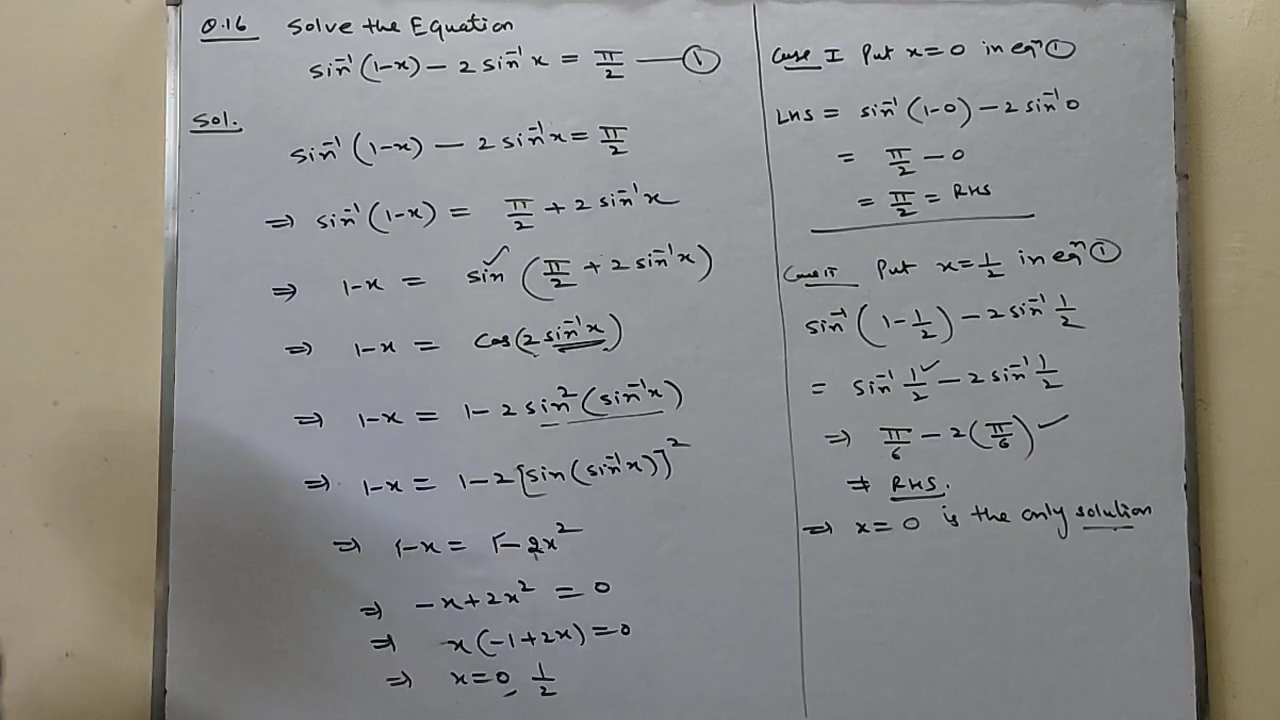 Q.16 Solve the Equation
sin⁻¹(1-x) - 2 sin⁻¹x = π/2 — ①
Sol.
sin⁻¹(1-x) - 2 sin⁻¹x = π/2
⇒ sin⁻¹(1-x) = π/2 + 2 sin⁻¹x
⇒ 1-x = sin (π/2 + 2 sin⁻¹x)
⇒ 1-x = Cos(2 sin⁻¹x)
⇒ 1-x = 1-2 sin²(sin⁻¹x)
⇒ 1-x = 1-2[sin(sin⁻¹x)]²
⇒ 1-x = 1-2x²
⇒ -x+2x² = 0
⇒ x(-1+2x)=0
⇒ x=0, 1/2
Case I Put x=0 in eqⁿ ①
LHS = sin⁻¹(1-0) - 2 sin⁻¹0
= π/2 - 0
= π/2 = RHS
Case II Put x=1/2 in eqⁿ ①
sin⁻¹(1-1/2) - 2 sin⁻¹ 1/2
= sin⁻¹ 1/2 - 2 sin⁻¹ 1/2
⇒ π/6 - 2(π/6)
≠ RHS.
⇒ x=0 is the only solution